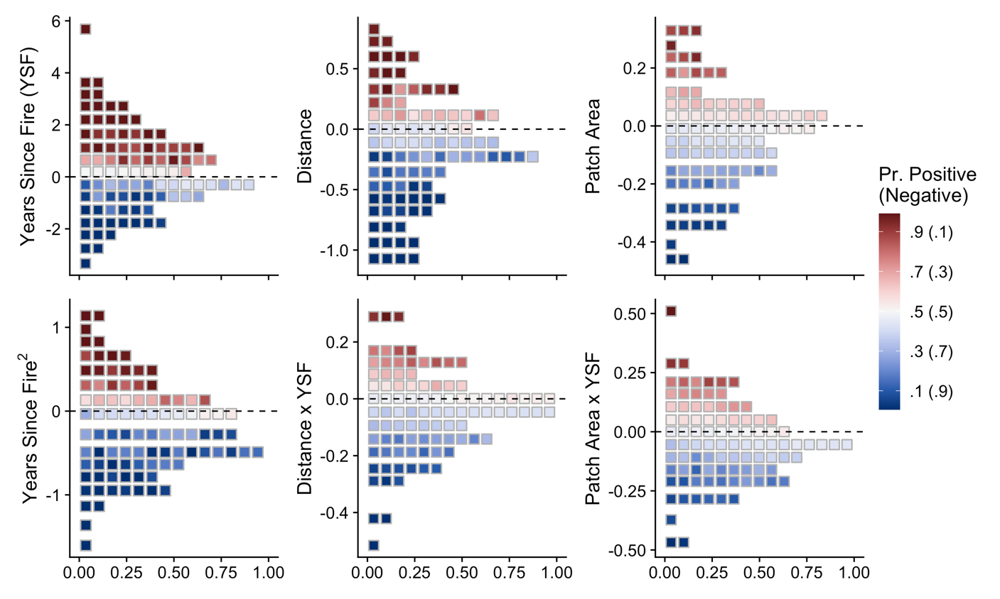 Years Since Fire (YSF)
6
4
2
0
-2
Distance
0.5
0.0
-0.5
-1.0
Patch Area
0.2
0.0
-0.2
-0.4
Pr. Positive
(Negative)
.9 (.1)
.7 (.3)
.5 (.5)
.3 (.7)
.1 (.9)
Years Since Fire²
1
0
-1
0.00 0.25 0.50 0.75 1.00
Distance x YSF
0.2
0.0
-0.2
-0.4
0.00 0.25 0.50 0.75 1.00
Patch Area x YSF
0.50
0.25
0.00
-0.25
-0.50
0.00 0.25 0.50 0.75 1.00